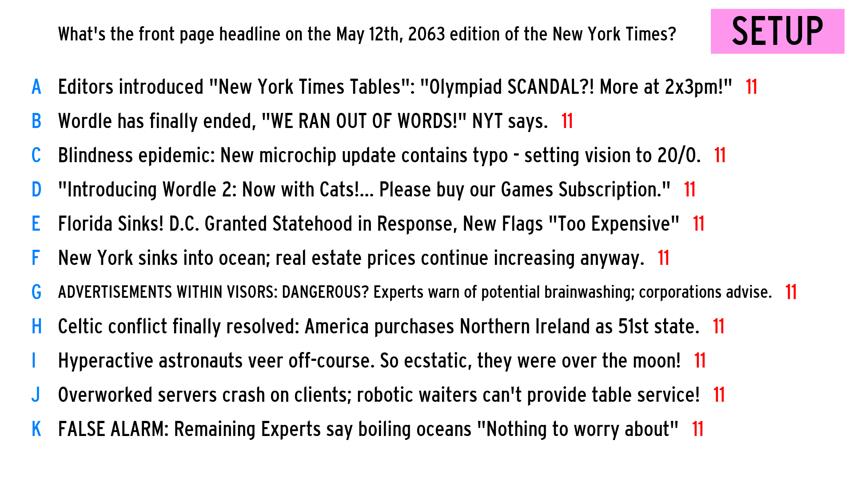 What's the front page headline on the May 12th, 2063 edition of the New York Times?
SETUP
A Editors introduced "New York Times Tables": "Olympiad SCANDAL?! More at 2x3pm!" 11
B Wordle has finally ended, "WE RAN OUT OF WORDS!" NYT says. 11
C Blindness epidemic: New microchip update contains typo - setting vision to 20/0. 11
D "Introducing Wordle 2: Now with Cats!... Please buy our Games Subscription." 11
E Florida Sinks! D.C. Granted Statehood in Response, New Flags "Too Expensive" 11
F New York sinks into ocean; real estate prices continue increasing anyway. 11
G ADVERTISEMENTS WITHIN VISORS: DANGEROUS? Experts warn of potential brainwashing; corporations advise. 11
H Celtic conflict finally resolved: America purchases Northern Ireland as 51st state. 11
I Hyperactive astronauts veer off-course. So ecstatic, they were over the moon! 11
J Overworked servers crash on clients; robotic waiters can't provide table service! 11
K FALSE ALARM: Remaining Experts say boiling oceans "Nothing to worry about" 11